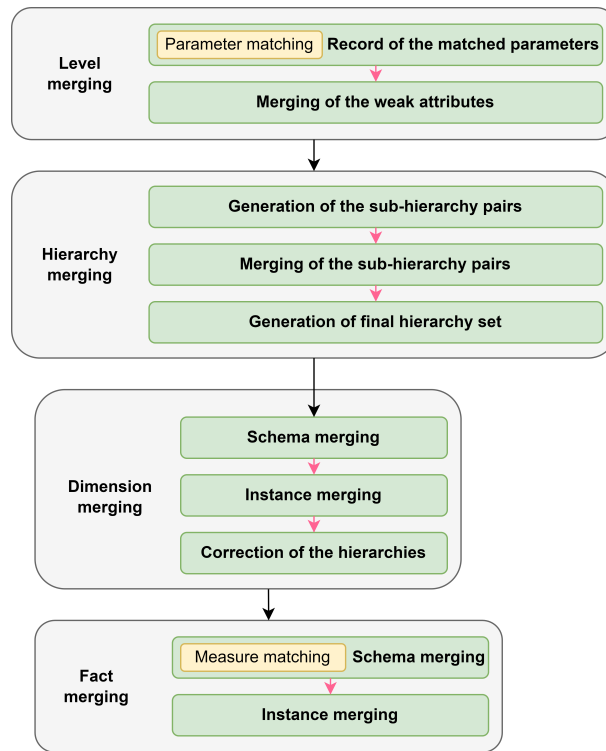 Level
merging
Parameter matching Record of the matched parameters
Merging of the weak attributes
Hierarchy
merging
Generation of the sub-hierarchy pairs
Merging of the sub-hierarchy pairs
Generation of final hierarchy set
Dimension
merging
Schema merging
Instance merging
Correction of the hierarchies
Fact
merging
Measure matching Schema merging
Instance merging